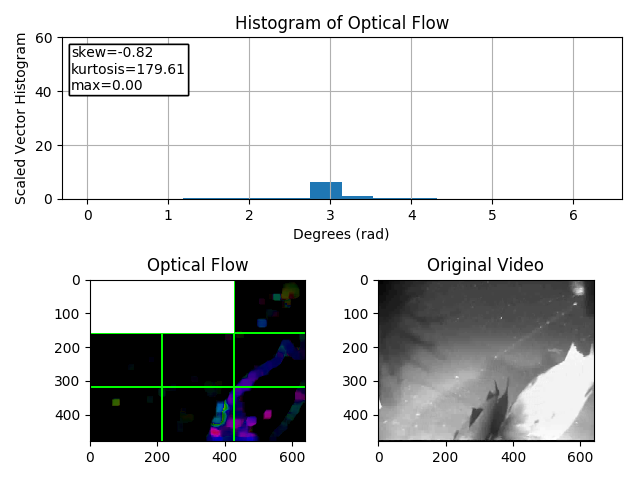 Histogram of Optical Flow
skew=-0.82
kurtosis=179.61
max=0.00
Scaled Vector Histogram
60
40
20
0
0 1 2 3 4 5 6
Degrees (rad)
Optical Flow
0
100
200
300
400
0 200 400 600
Original Video
0
100
200
300
400
0 200 400 600